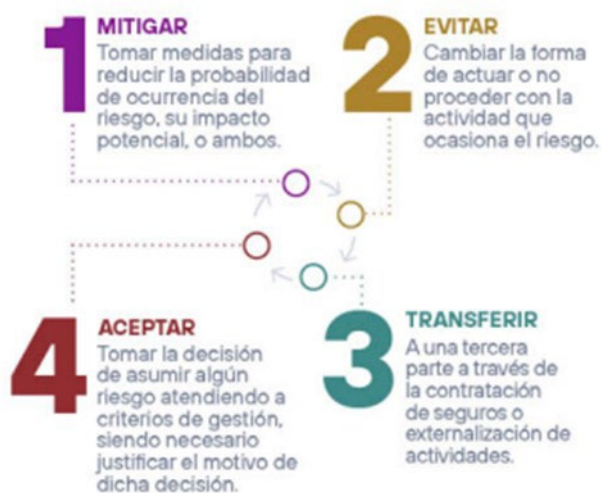 1
MITIGAR
Tomar medidas para
reducir la probabilidad
de ocurrencia del
riesgo, su impacto
potencial, o ambos.
2
EVITAR
Cambiar la forma
de actuar o no
proceder con la
actividad que
ocasiona el riesgo.
3
TRANSFERIR
A una tercera
parte a través de
la contratación
de seguros o
externalización de
actividades.
4
ACEPTAR
Tomar la decisión
de asumir algún
riesgo atendiendo a
criterios de gestión,
siendo necesario
justificar el motivo de
dicha decisión.